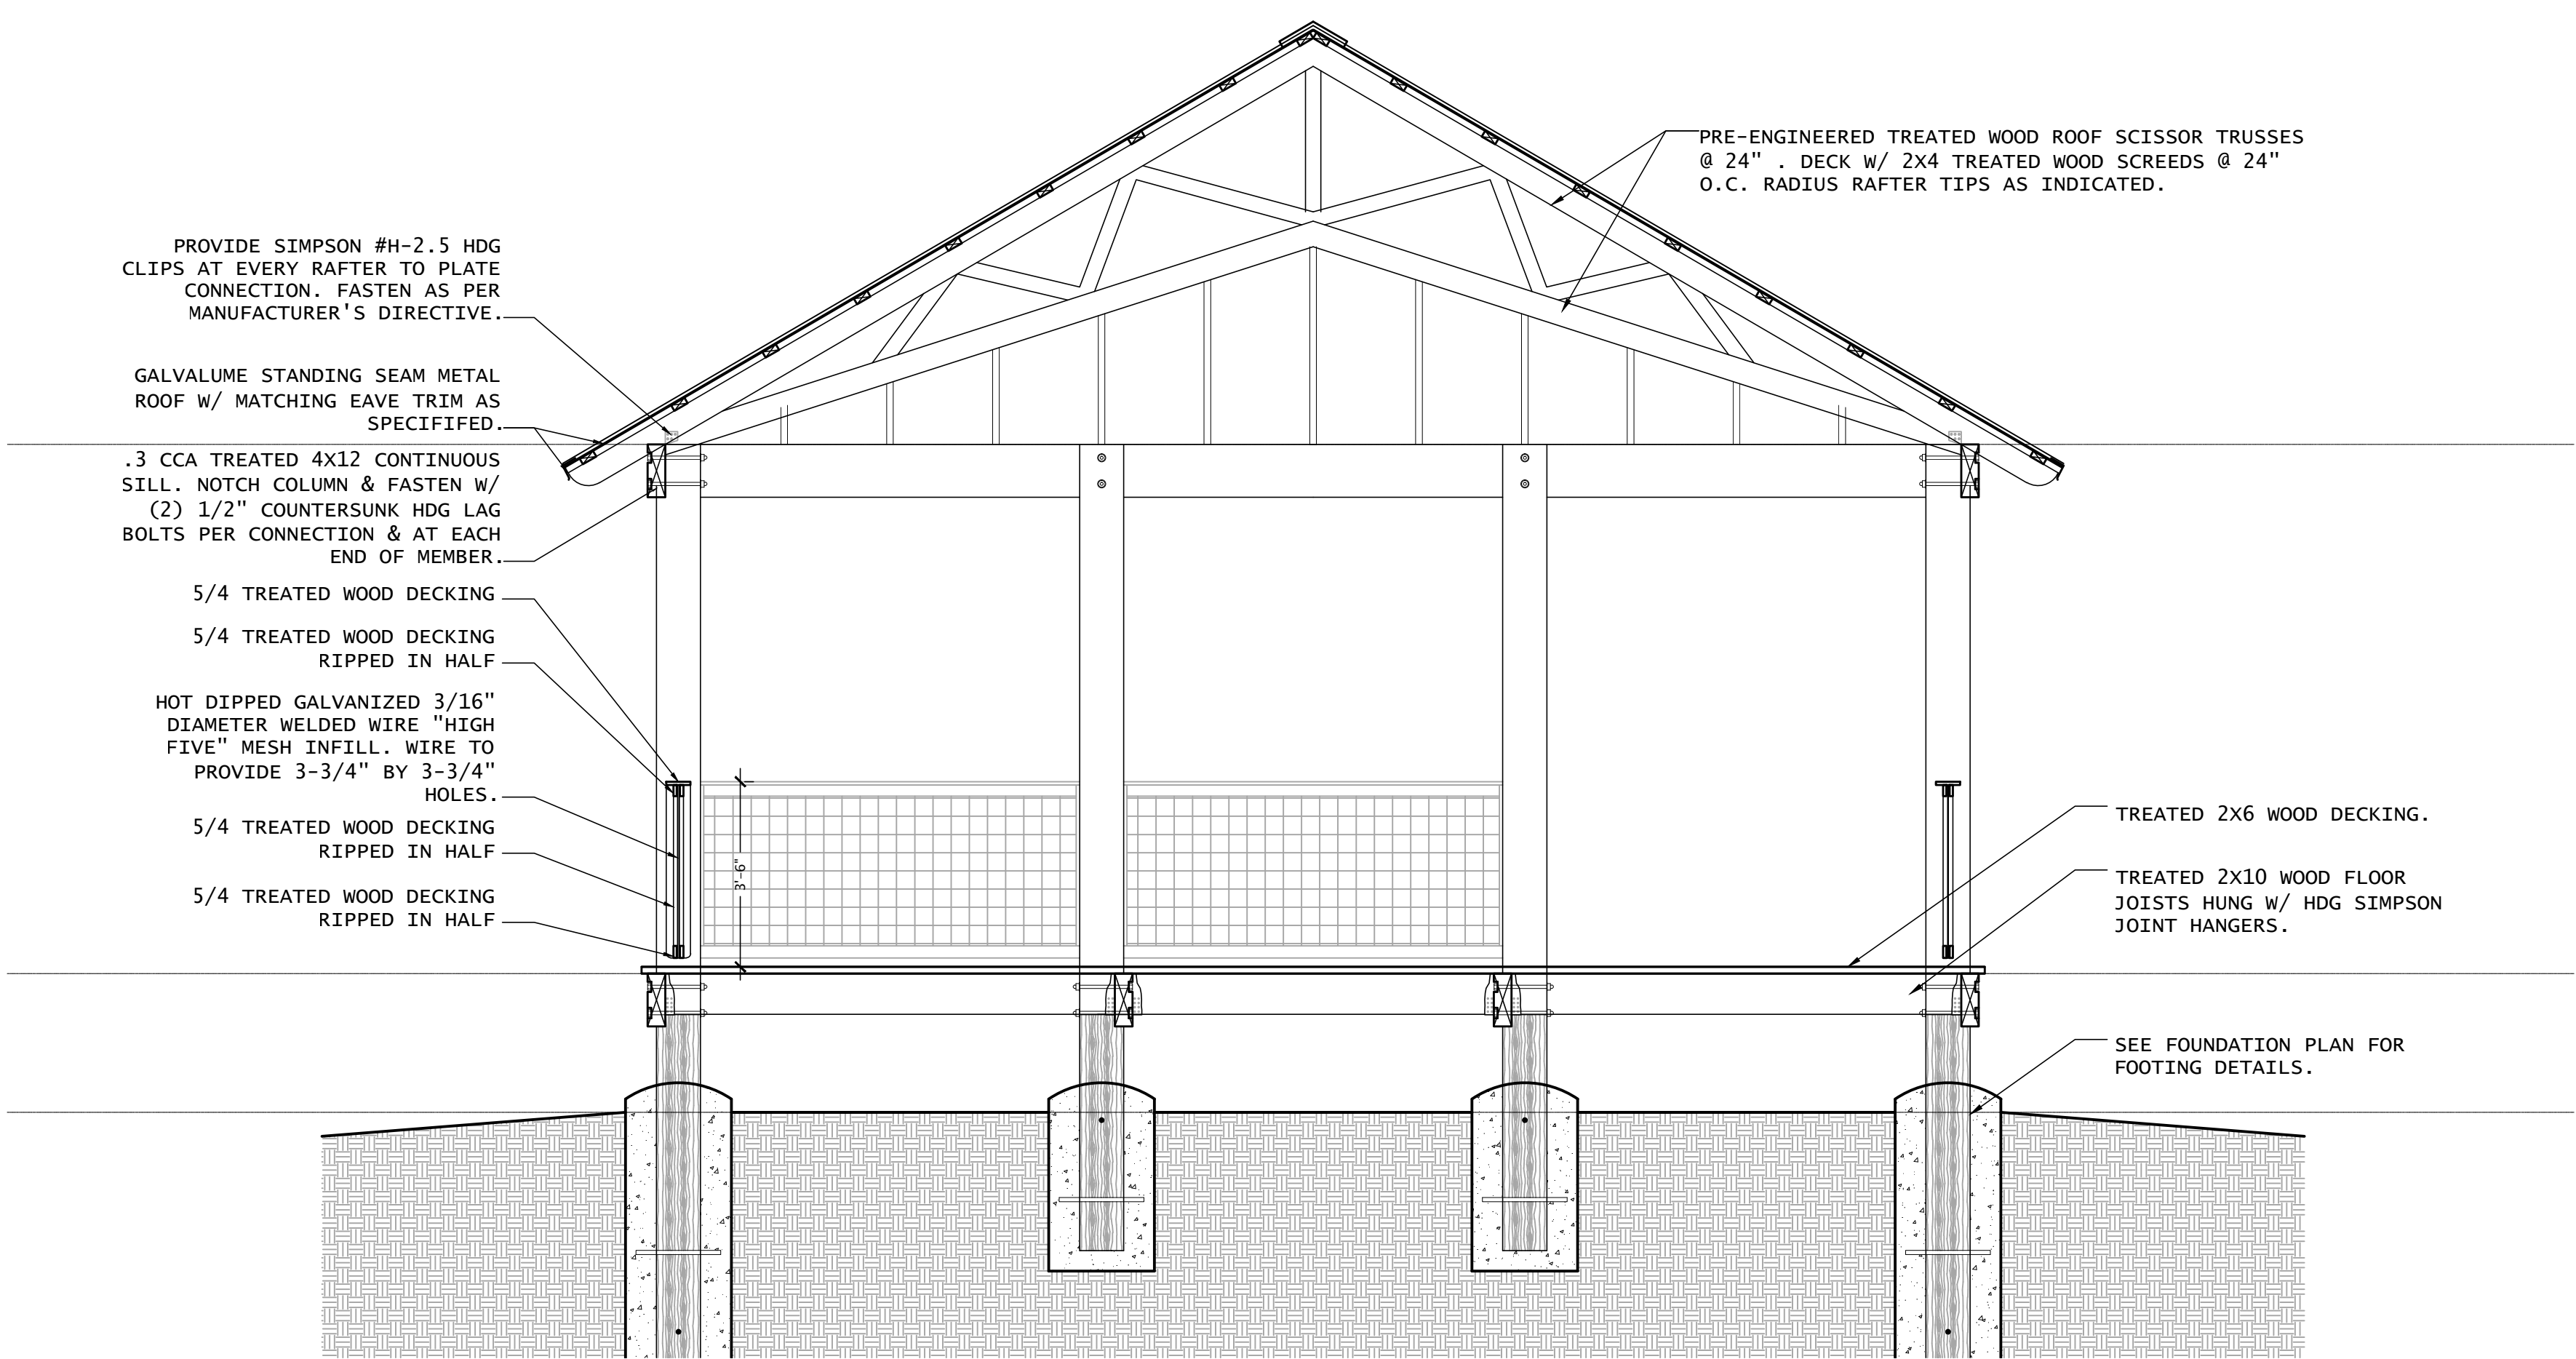 PRE-ENGINEERED TREATED WOOD ROOF SCISSOR TRUSSES
@ 24" . DECK W/ 2X4 TREATED WOOD SCREEDS @ 24"
O.C. RADIUS RAFTER TIPS AS INDICATED.
PROVIDE SIMPSON #H-2.5 HDG
CLIPS AT EVERY RAFTER TO PLATE
CONNECTION. FASTEN AS PER
MANUFACTURER'S DIRECTIVE.
GALVALUME STANDING SEAM METAL
ROOF W/ MATCHING EAVE TRIM AS
SPECIFIFED.
.3 CCA TREATED 4X12 CONTINUOUS
SILL. NOTCH COLUMN & FASTEN W/
(2) 1/2" COUNTERSUNK HDG LAG
BOLTS PER CONNECTION & AT EACH
END OF MEMBER.
5/4 TREATED WOOD DECKING
5/4 TREATED WOOD DECKING
RIPPED IN HALF
HOT DIPPED GALVANIZED 3/16"
DIAMETER WELDED WIRE "HIGH
FIVE" MESH INFILL. WIRE TO
PROVIDE 3-3/4" BY 3-3/4"
HOLES.
5/4 TREATED WOOD DECKING
RIPPED IN HALF
5/4 TREATED WOOD DECKING
RIPPED IN HALF
3'-6"
TREATED 2X6 WOOD DECKING.
TREATED 2X10 WOOD FLOOR
JOISTS HUNG W/ HDG SIMPSON
JOINT HANGERS.
SEE FOUNDATION PLAN FOR
FOOTING DETAILS.